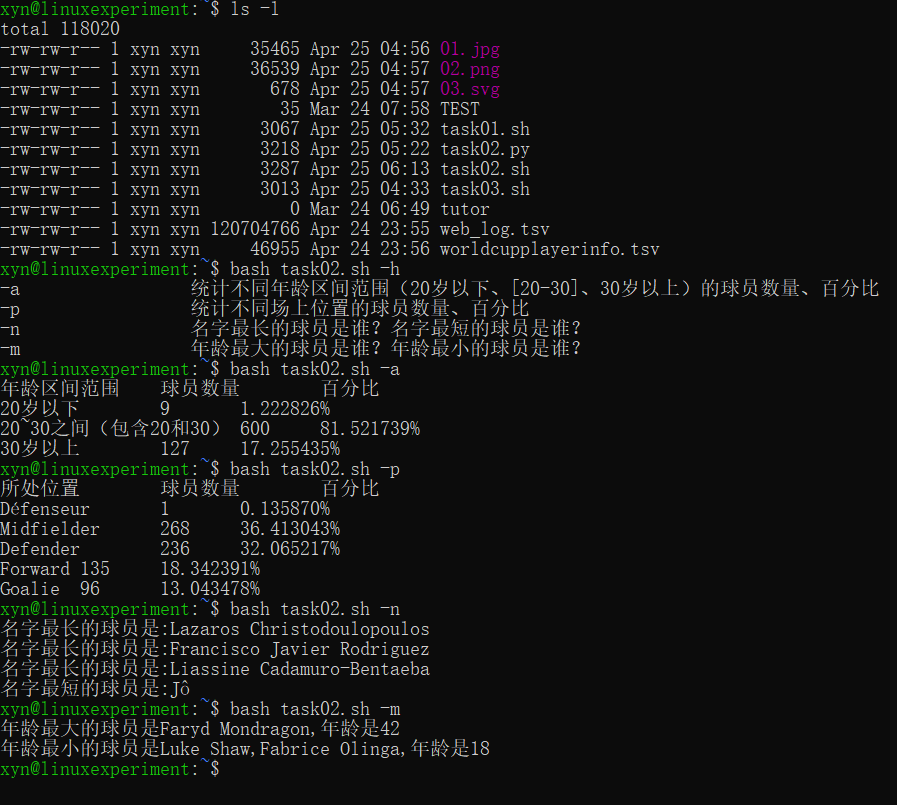 xyn@linuxexperiment:~$ ls -l
total 118020
-rw-rw-r-- 1 xyn xyn     35465 Apr 25 04:56 01.jpg
-rw-rw-r-- 1 xyn xyn     36539 Apr 25 04:57 02.png
-rw-rw-r-- 1 xyn xyn       678 Apr 25 04:57 03.svg
-rw-rw-r-- 1 xyn xyn        35 Mar 24 07:58 TEST
-rw-rw-r-- 1 xyn xyn      3067 Apr 25 05:32 task01.sh
-rw-rw-r-- 1 xyn xyn      3218 Apr 25 05:22 task02.py
-rw-rw-r-- 1 xyn xyn      3287 Apr 25 06:13 task02.sh
-rw-rw-r-- 1 xyn xyn      3013 Apr 25 04:33 task03.sh
-rw-rw-r-- 1 xyn xyn         0 Mar 24 06:49 tutor
-rw-rw-r-- 1 xyn xyn 120704766 Apr 24 23:55 web_log.tsv
-rw-rw-r-- 1 xyn xyn     46955 Apr 24 23:56 worldcupplayerinfo.tsv
xyn@linuxexperiment:~$ bash task02.sh -h
-a                 统计不同年龄区间范围（20岁以下、[20-30]、30岁以上）的球员数量、百分比
-p                 统计不同场上位置的球员数量、百分比
-n                 名字最长的球员是谁？名字最短的球员是谁？
-m                 年龄最大的球员是谁？年龄最小的球员是谁？
xyn@linuxexperiment:~$ bash task02.sh -a
年龄区间范围    球员数量        百分比
20岁以下        9       1.222826%
20~30之间（包含20和30） 600     81.521739%
30岁以上        127     17.255435%
xyn@linuxexperiment:~$ bash task02.sh -p
所处位置        球员数量        百分比
Défenseur       1       0.135870%
Midfielder      268     36.413043%
Defender        236     32.065217%
Forward 135     18.342391%
Goalie  96      13.043478%
xyn@linuxexperiment:~$ bash task02.sh -n
名字最长的球员是:Lazaros Christodoulopoulos
名字最长的球员是:Francisco Javier Rodriguez
名字最长的球员是:Liassine Cadamuro-Bentaeba
名字最短的球员是:Jô
xyn@linuxexperiment:~$ bash task02.sh -m
年龄最大的球员是Faryd Mondragon,年龄是42
年龄最小的球员是Luke Shaw,Fabrice Olinga,年龄是18
xyn@linuxexperiment:~$